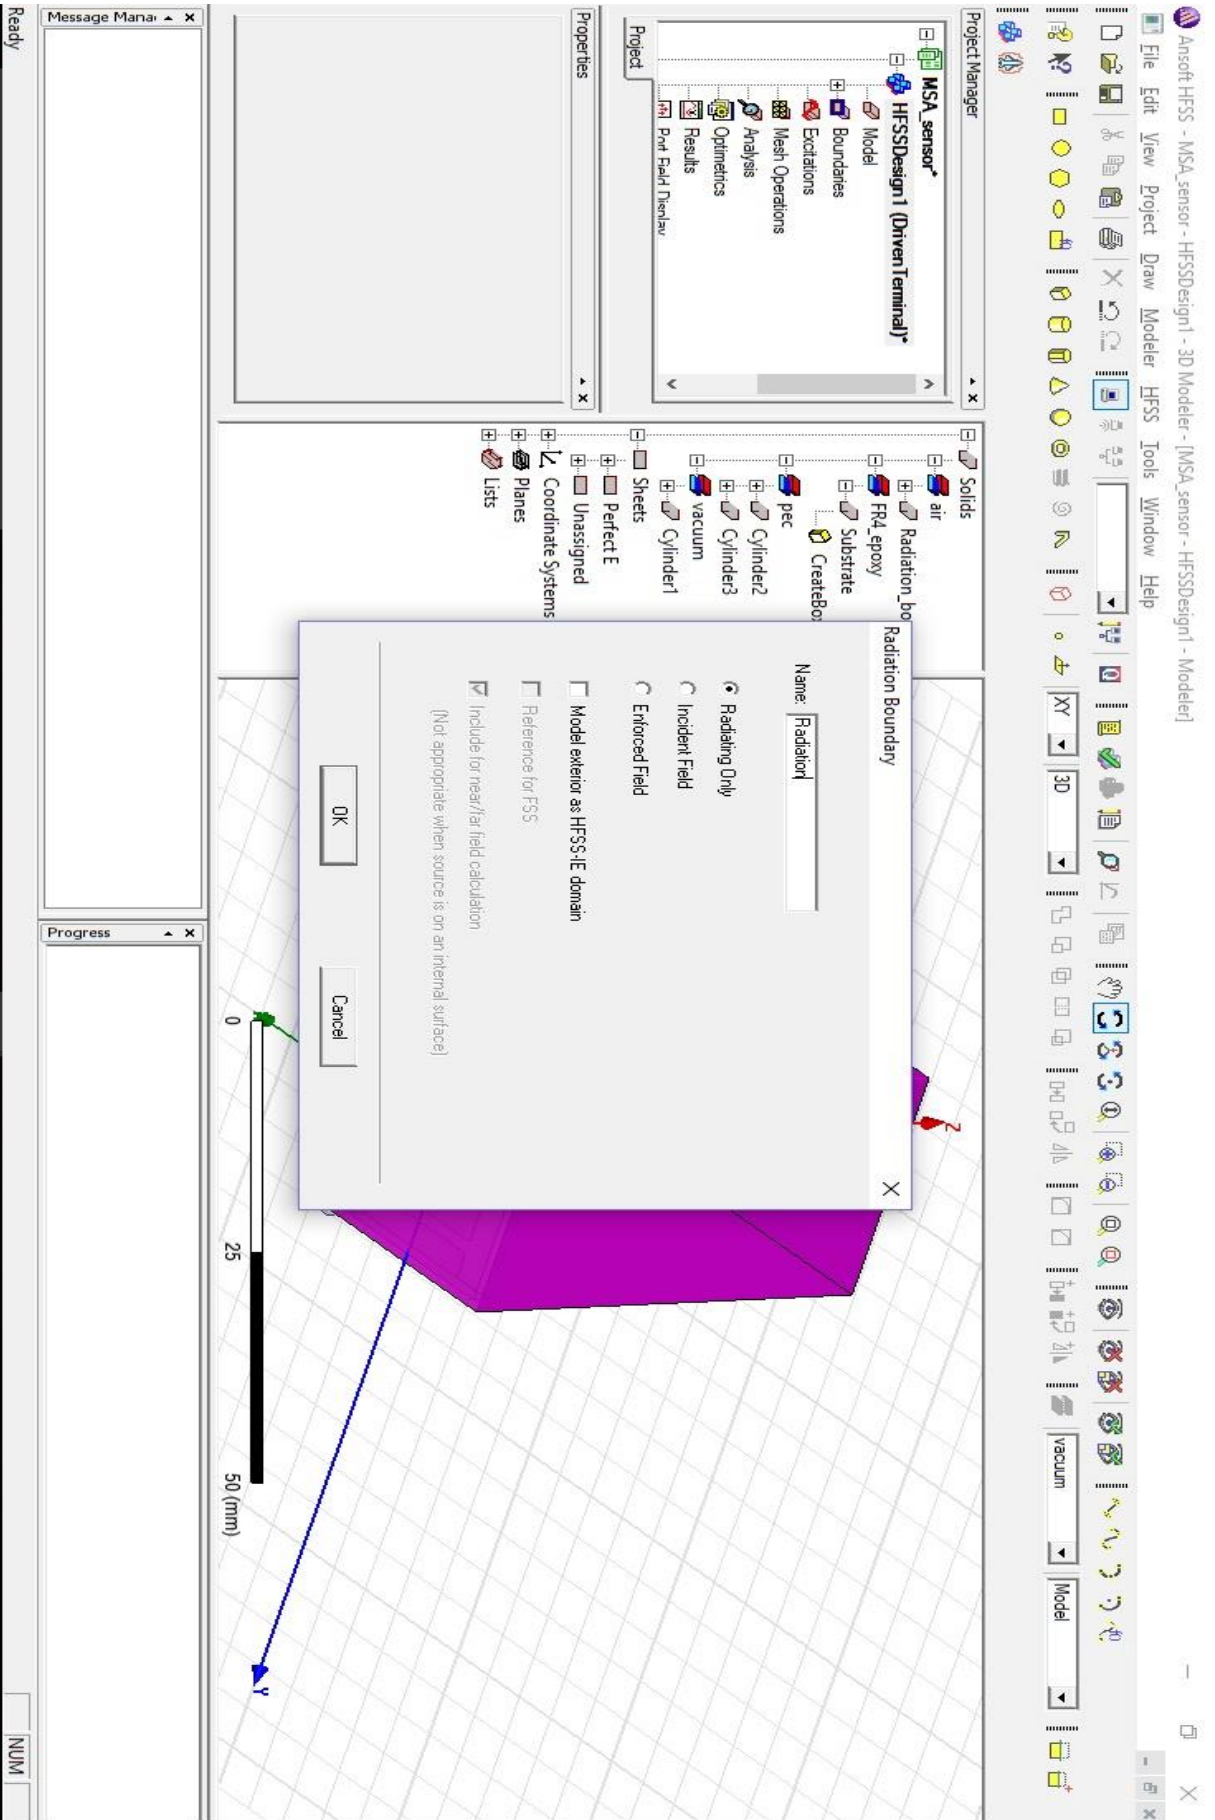 Ansoft HFSS - MSA_sensor - HFSSDesign1 - 3D Modeler - [MSA_sensor - HFSSDesign1 - Modeler]
File Edit View Project Draw Modeler HFSS Tools Window Help
XY
3D
vacuum
Model
Project Manager
MSA_sensor*
HFSSDesign1 (DrivenTerminal)*
Model
Boundaries
Excitations
Mesh Operations
Analysis
Optimetrics
Results
Port Field Display
Project
Properties
Solids
air
Radiation_bo
FR4_epoxy
Substrate
CreateBox
pec
Cylinder2
Cylinder3
vacuum
Cylinder1
Sheets
Perfect E
Unassigned
Coordinate Systems
Planes
Lists
Radiation Boundary
Name: Radiation
Radiating Only
Incident Field
Enforced Field
Model exterior as HFSS-IE domain
Reference for FSS
Include for near/far field calculation
(Not appropriate when source is on an internal surface)
OK
Cancel
Z
Y
0
25
50 (mm)
Message Mana
Progress
Ready
NUM